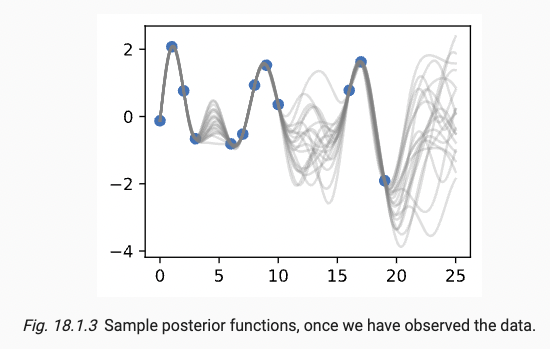 2
0
−2
−4
0 5 10 15 20 25
Fig. 18.1.3 Sample posterior functions, once we have observed the data.